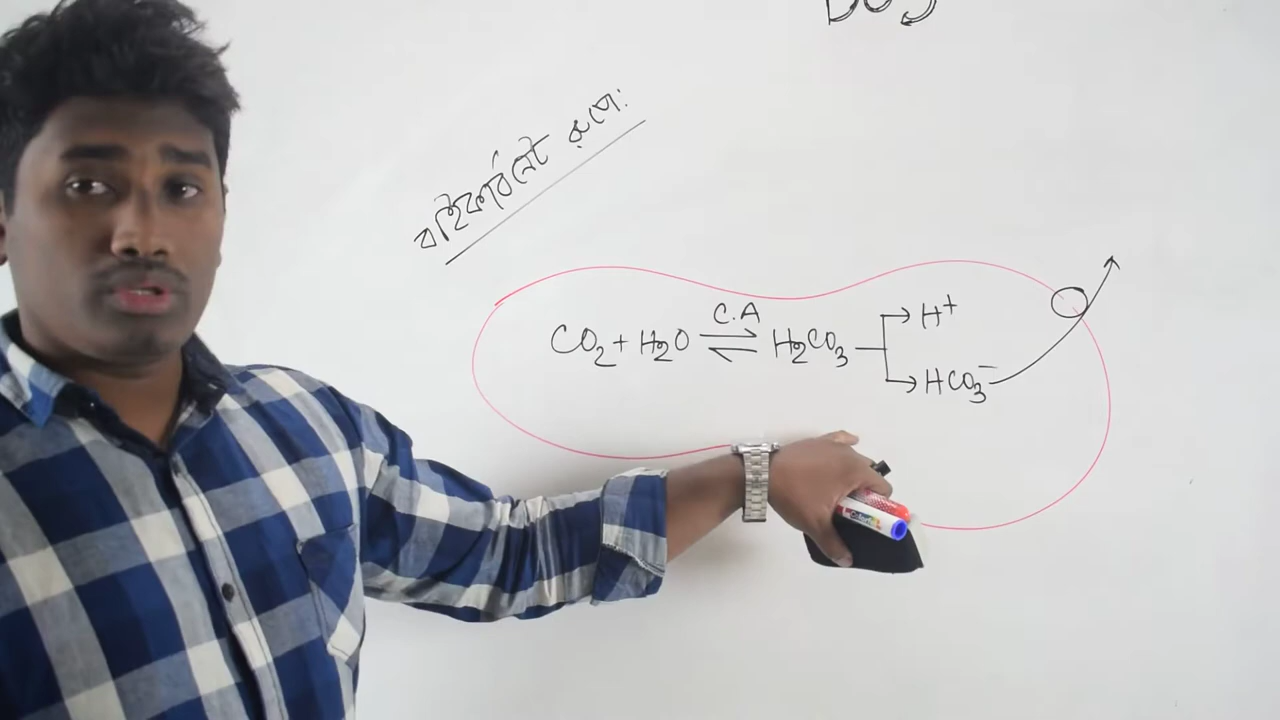 বাইকার্বনেট রূপে:
C.A
CO₂ + H₂O ⇌ H₂CO₃
→ H⁺
→ HCO₃⁻